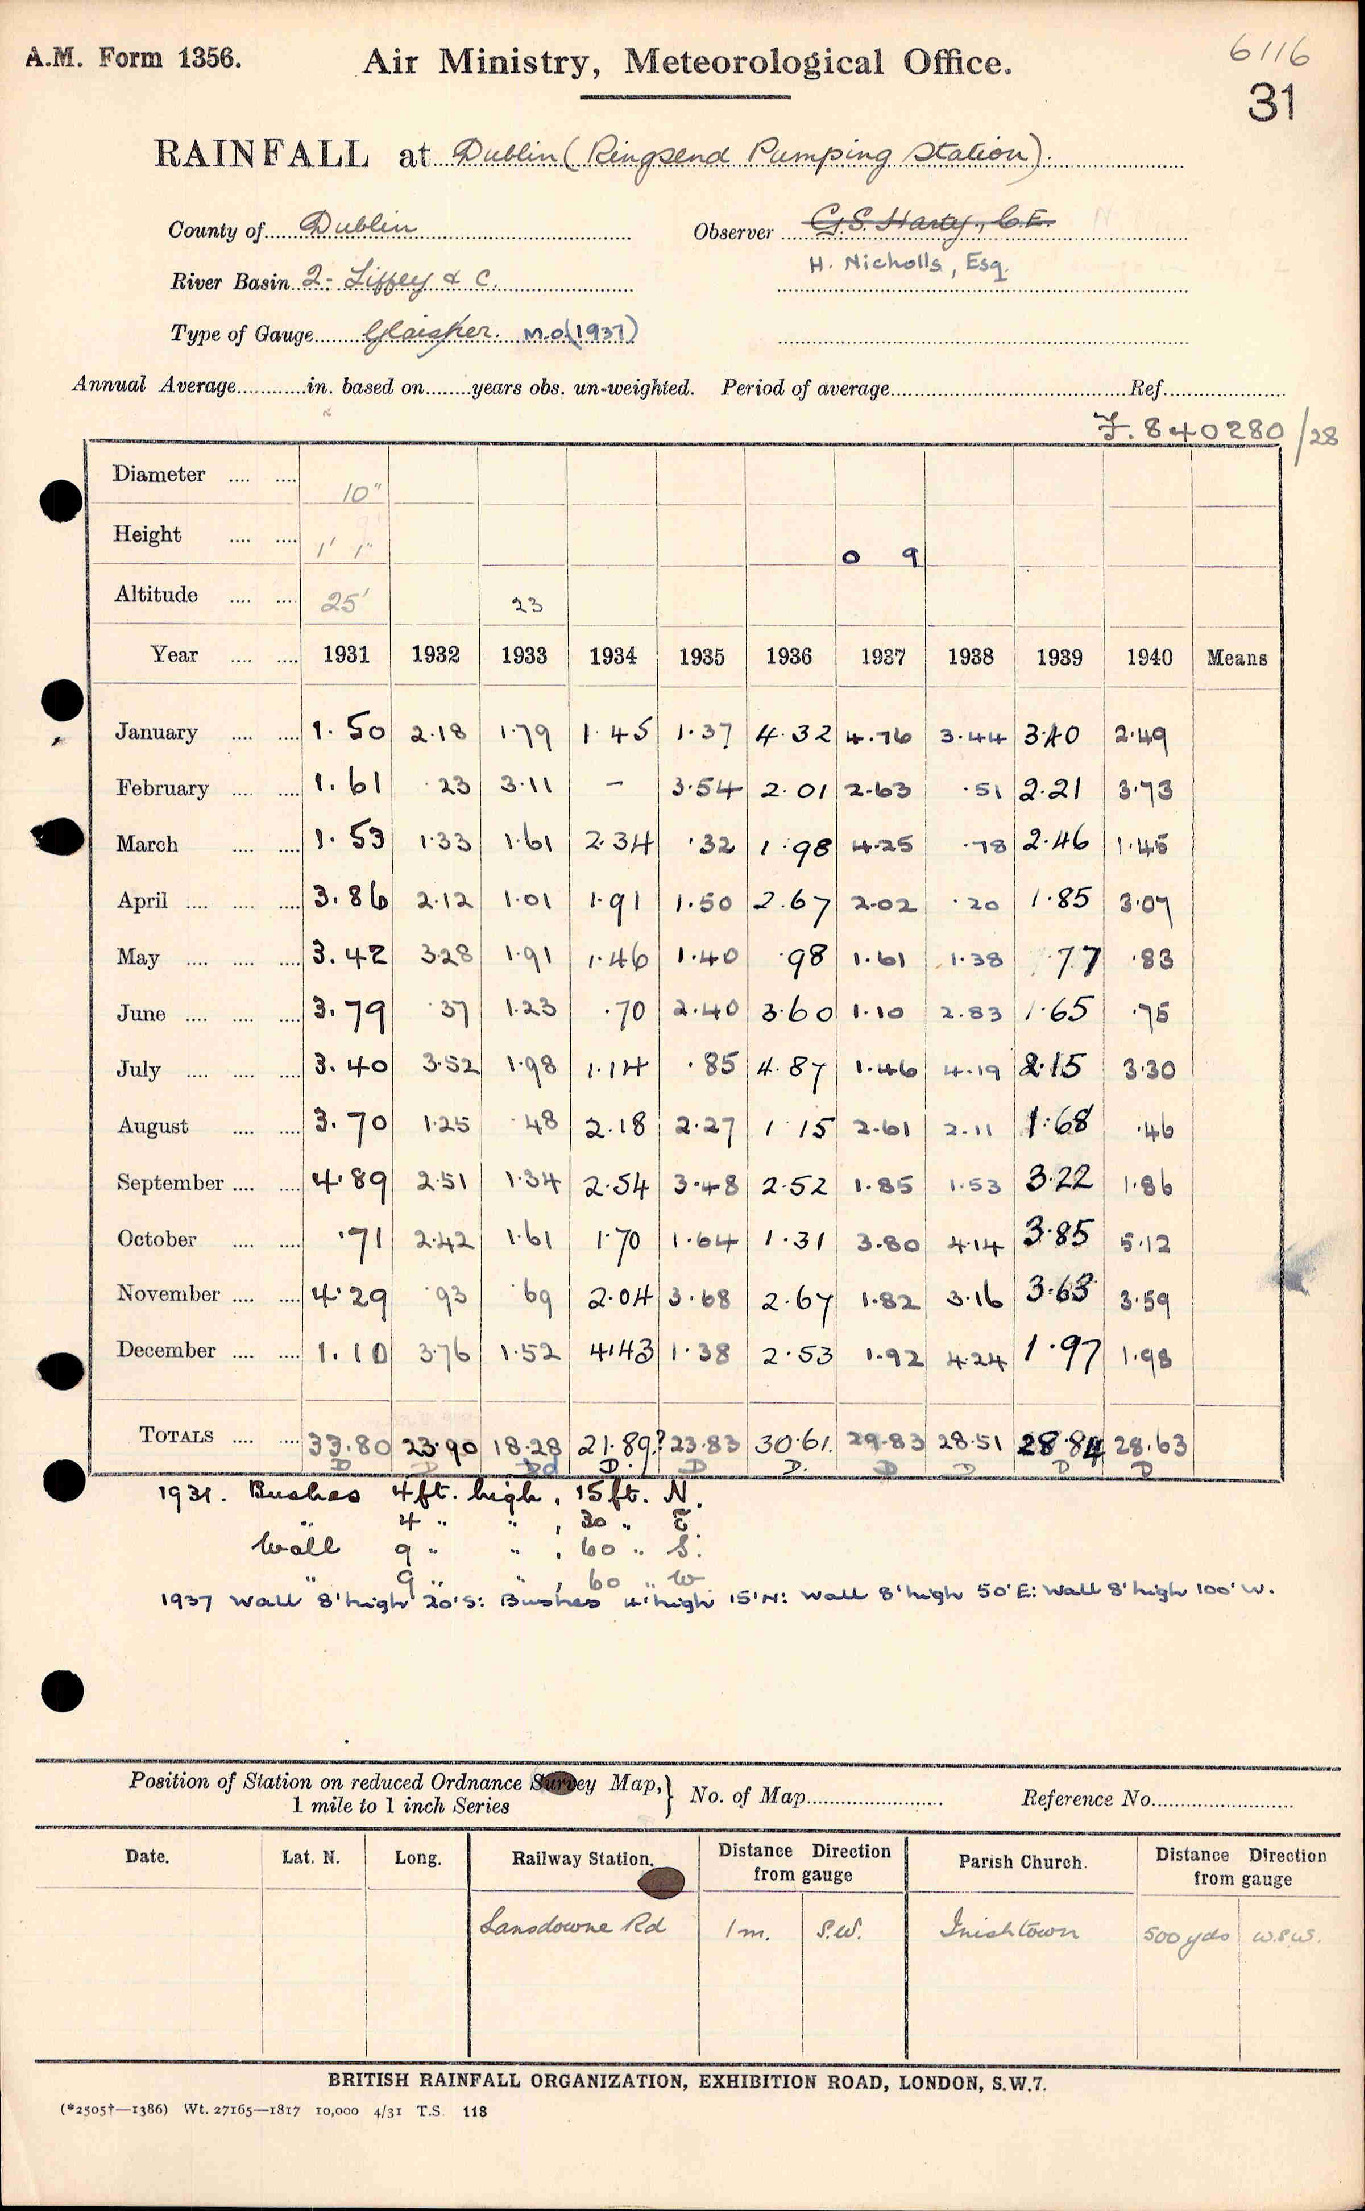 A.M. Form 1356.
Air Ministry, Meteorological Office.
6116
31
RAINFALL at Dublin (Ringsend Pumping Station).
County of Dublin
Observer G.S. Harty, C.E.
H. Nicholls, Esq.
River Basin 2- Liffey & C.
Type of Gauge Glaisher. M.O. (1937)
Annual Average in. based on years obs. un-weighted. Period of average Ref.
F. 840280/28
Diameter 10"
Height 1' 1" 0 9
Altitude 25' 23
Year 1931 1932 1933 1934 1935 1936 1937 1938 1939 1940 Means
January 1.50 2.18 1.79 1.45 1.37 4.32 4.76 3.44 3.40 2.49
February 1.61 .23 3.11 - 3.54 2.01 2.63 .51 2.21 3.73
March 1.53 1.33 1.61 2.34 .32 1.98 4.25 .78 2.46 1.45
April 3.86 2.12 1.01 1.91 1.50 2.67 2.02 .20 1.85 3.07
May 3.42 3.28 1.91 1.46 1.40 .98 1.61 1.38 .77 .83
June 3.79 .37 1.23 .70 2.40 3.60 1.10 2.83 1.65 .75
July 3.40 3.52 1.98 1.14 .85 4.87 1.46 4.19 2.15 3.30
August 3.70 1.25 .48 2.18 2.27 1.15 2.61 2.11 1.68 .46
September 4.89 2.51 1.34 2.54 3.48 2.52 1.85 1.53 3.22 1.86
October .71 2.42 1.61 1.70 1.64 1.31 3.80 4.14 3.85 5.12
November 4.29 .93 .69 2.04 3.68 2.67 1.82 3.16 3.63 3.59
December 1.10 3.76 1.52 4.43 1.38 2.53 1.92 4.24 1.97 1.98
TOTALS 33.80 23.90 18.28 21.89? 23.83 30.61. 29.83 28.51 28.84 28.63
D D Dd D. D D. D D D D
1931. Bushes 4 ft. high, 15 ft. N.
" 4 " " , 30 " E.
Wall 9 " " , 60 " S.
" 9 " " , 60 " W
1937 Wall 8' high 20' S: Bushes 4' high 15' N: Wall 8' high 50' E: Wall 8' high 100' W.
Position of Station on reduced Ordnance Survey Map, } No. of Map Reference No.
1 mile to 1 inch Series
Date. Lat. N. Long. Railway Station. Distance Direction from gauge Parish Church. Distance Direction from gauge
Lansdowne Rd 1 m. S.W. Irishtown 500 yds W.S.W.
BRITISH RAINFALL ORGANIZATION, EXHIBITION ROAD, LONDON, S.W.7.
(*2505†—1386) Wt. 27165—1817 10,000 4/31 T.S. 118